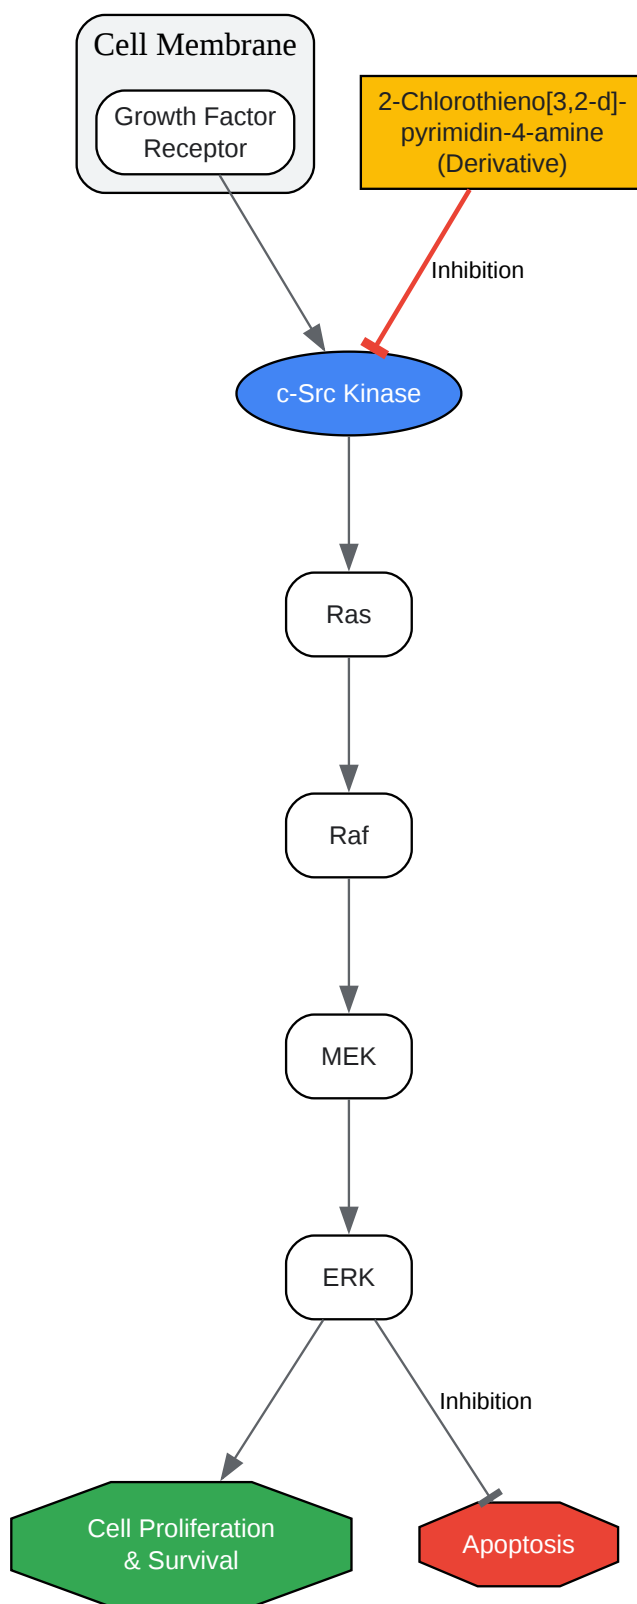 Cell Membrane
Growth Factor
Receptor
2-Chlorothieno[3,2-d]-
pyrimidin-4-amine
(Derivative)
Inhibition
c-Src Kinase
Ras
Raf
MEK
ERK
Inhibition
Cell Proliferation
& Survival
Apoptosis